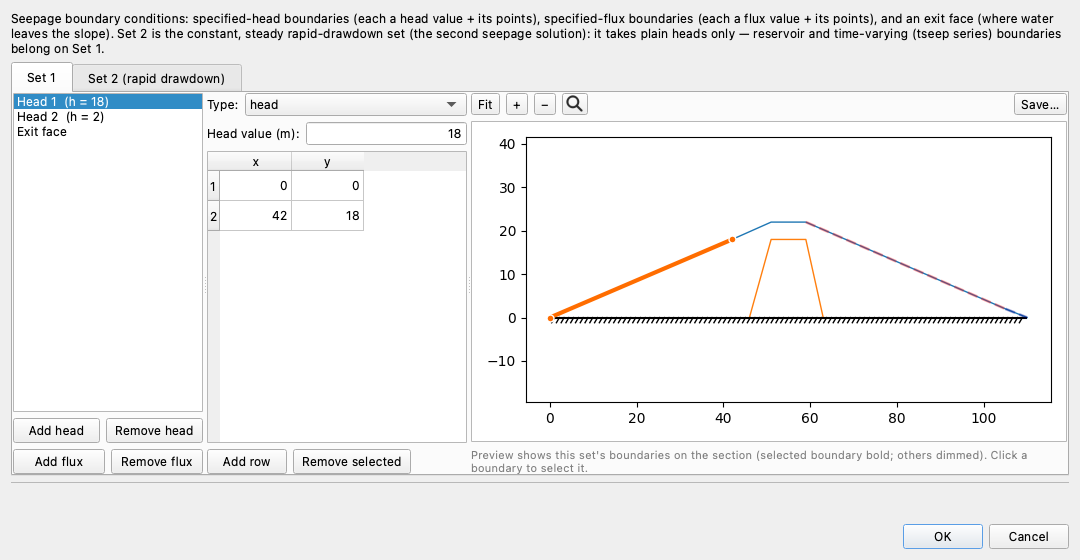 Seepage boundary conditions: specified-head boundaries (each a head value + its points), specified-flux boundaries (each a flux value + its points), and an exit face (where water
leaves the slope). Set 2 is the constant, steady rapid-drawdown set (the second seepage solution): it takes plain heads only — reservoir and time-varying (tseep series) boundaries
belong on Set 1.
Set 1
Set 2 (rapid drawdown)
Head 1 (h = 18)
Head 2 (h = 2)
Exit face
Type:
head
Head value (m):
18
x
y
1
0
0
2
42
18
Fit
+
−
Save...
40
30
20
10
0
−10
0
20
40
60
80
100
Add head
Remove head
Add flux
Remove flux
Add row
Remove selected
Preview shows this set's boundaries on the section (selected boundary bold; others dimmed). Click a
boundary to select it.
OK
Cancel